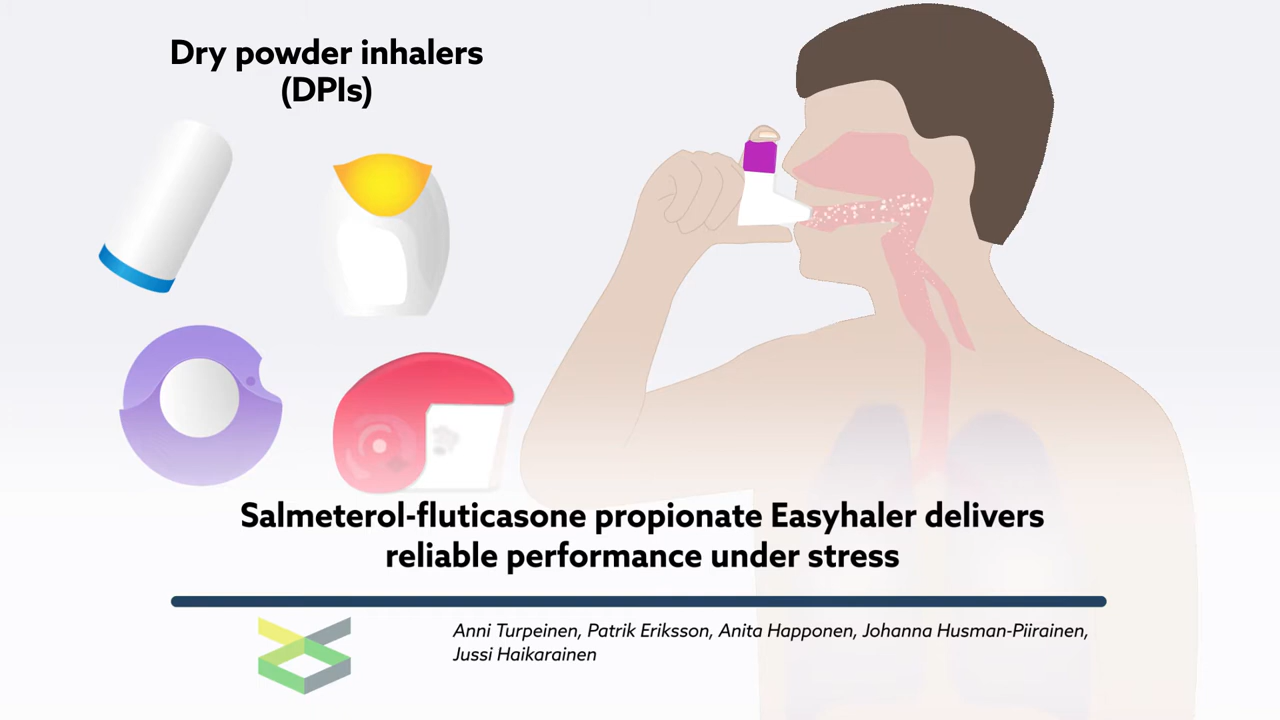 Dry powder inhalers
(DPIs)
Salmeterol-fluticasone propionate Easyhaler delivers
reliable performance under stress
Anni Turpeinen, Patrik Eriksson, Anita Happonen, Johanna Husman-Piirainen,
Jussi Haikarainen